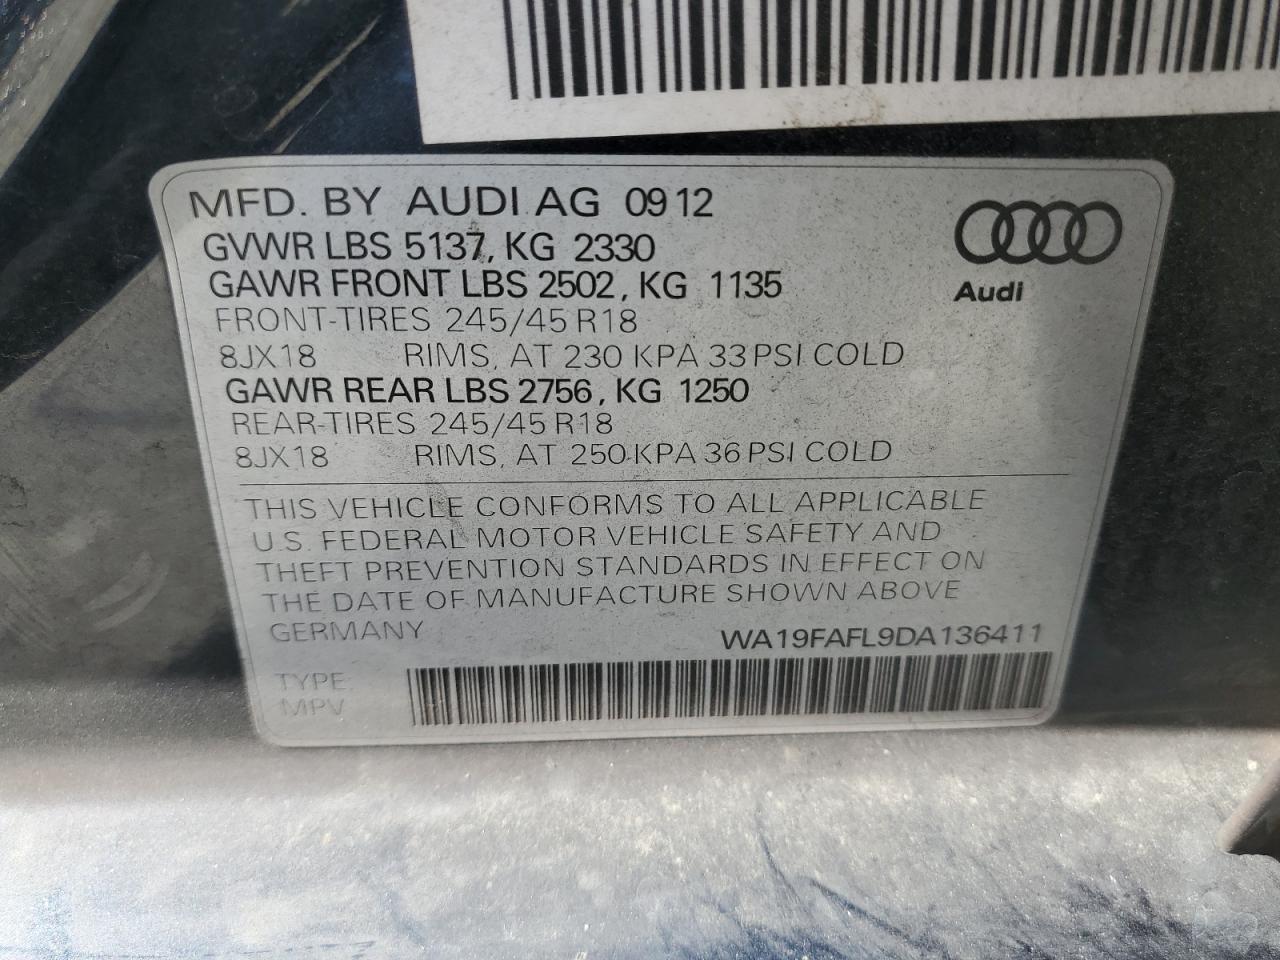 MFD. BY AUDI AG 09 12
GVWR LBS 5137, KG 2330
GAWR FRONT LBS 2502, KG 1135
FRONT-TIRES 245/45 R18
8JX18 RIMS, AT 230 KPA 33 PSI COLD
GAWR REAR LBS 2756, KG 1250
REAR-TIRES 245/45 R18
8JX18 RIMS, AT 250 KPA 36 PSI COLD
Audi
THIS VEHICLE CONFORMS TO ALL APPLICABLE
U.S. FEDERAL MOTOR VEHICLE SAFETY AND
THEFT PREVENTION STANDARDS IN EFFECT ON
THE DATE OF MANUFACTURE SHOWN ABOVE
GERMANY WA19FAFL9DA136411
TYPE:
MPV